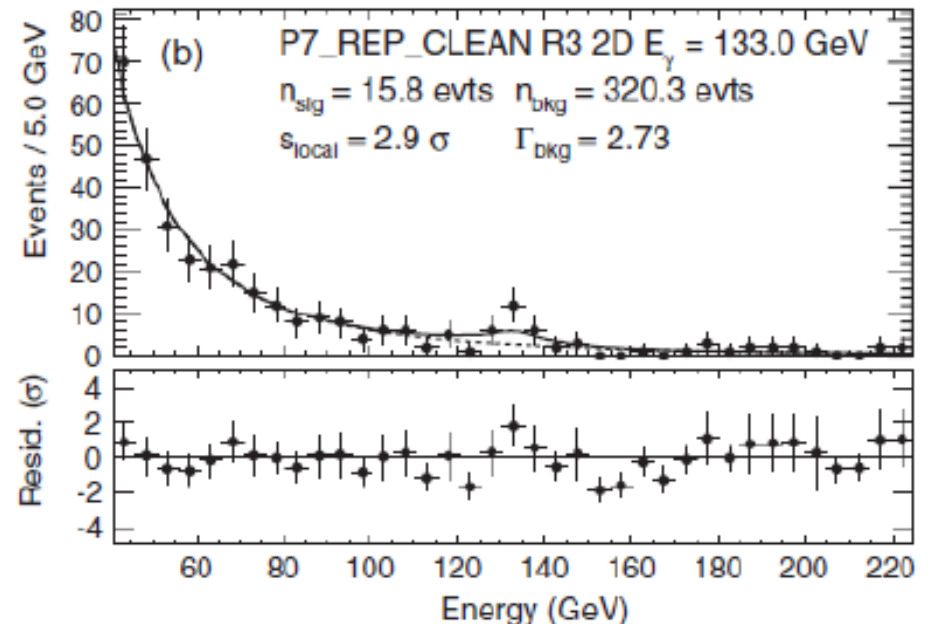 (b) P7_REP_CLEAN R3 2D Eγ = 133.0 GeV
nsig = 15.8 evts nbkg = 320.3 evts
slocal = 2.9 σ Γbkg = 2.73
Events / 5.0 GeV
80
70
60
50
40
30
20
10
0
Resid. (σ)
4
2
0
-2
-4
60 80 100 120 140 160 180 200 220
Energy (GeV)